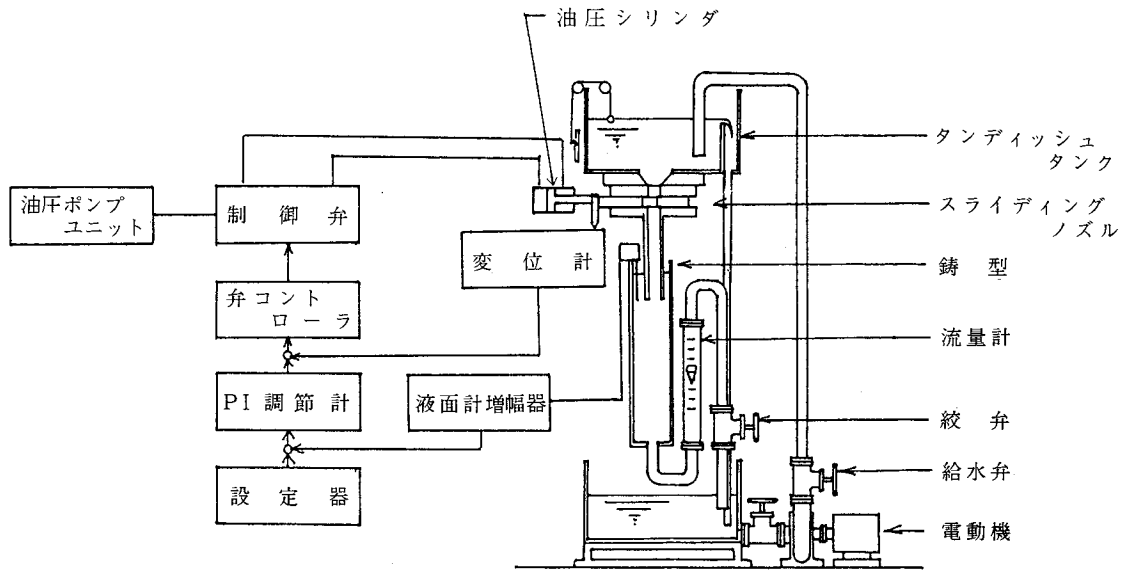 油圧シリンダ
タンディッシュ
タンク
油圧ポンプ
ユニット
制御弁
スライディング
ノズル
変位計
鋳型
弁コント
ローラ
流量計
PI調節計
液面計増幅器
絞弁
給水弁
設定器
電動機